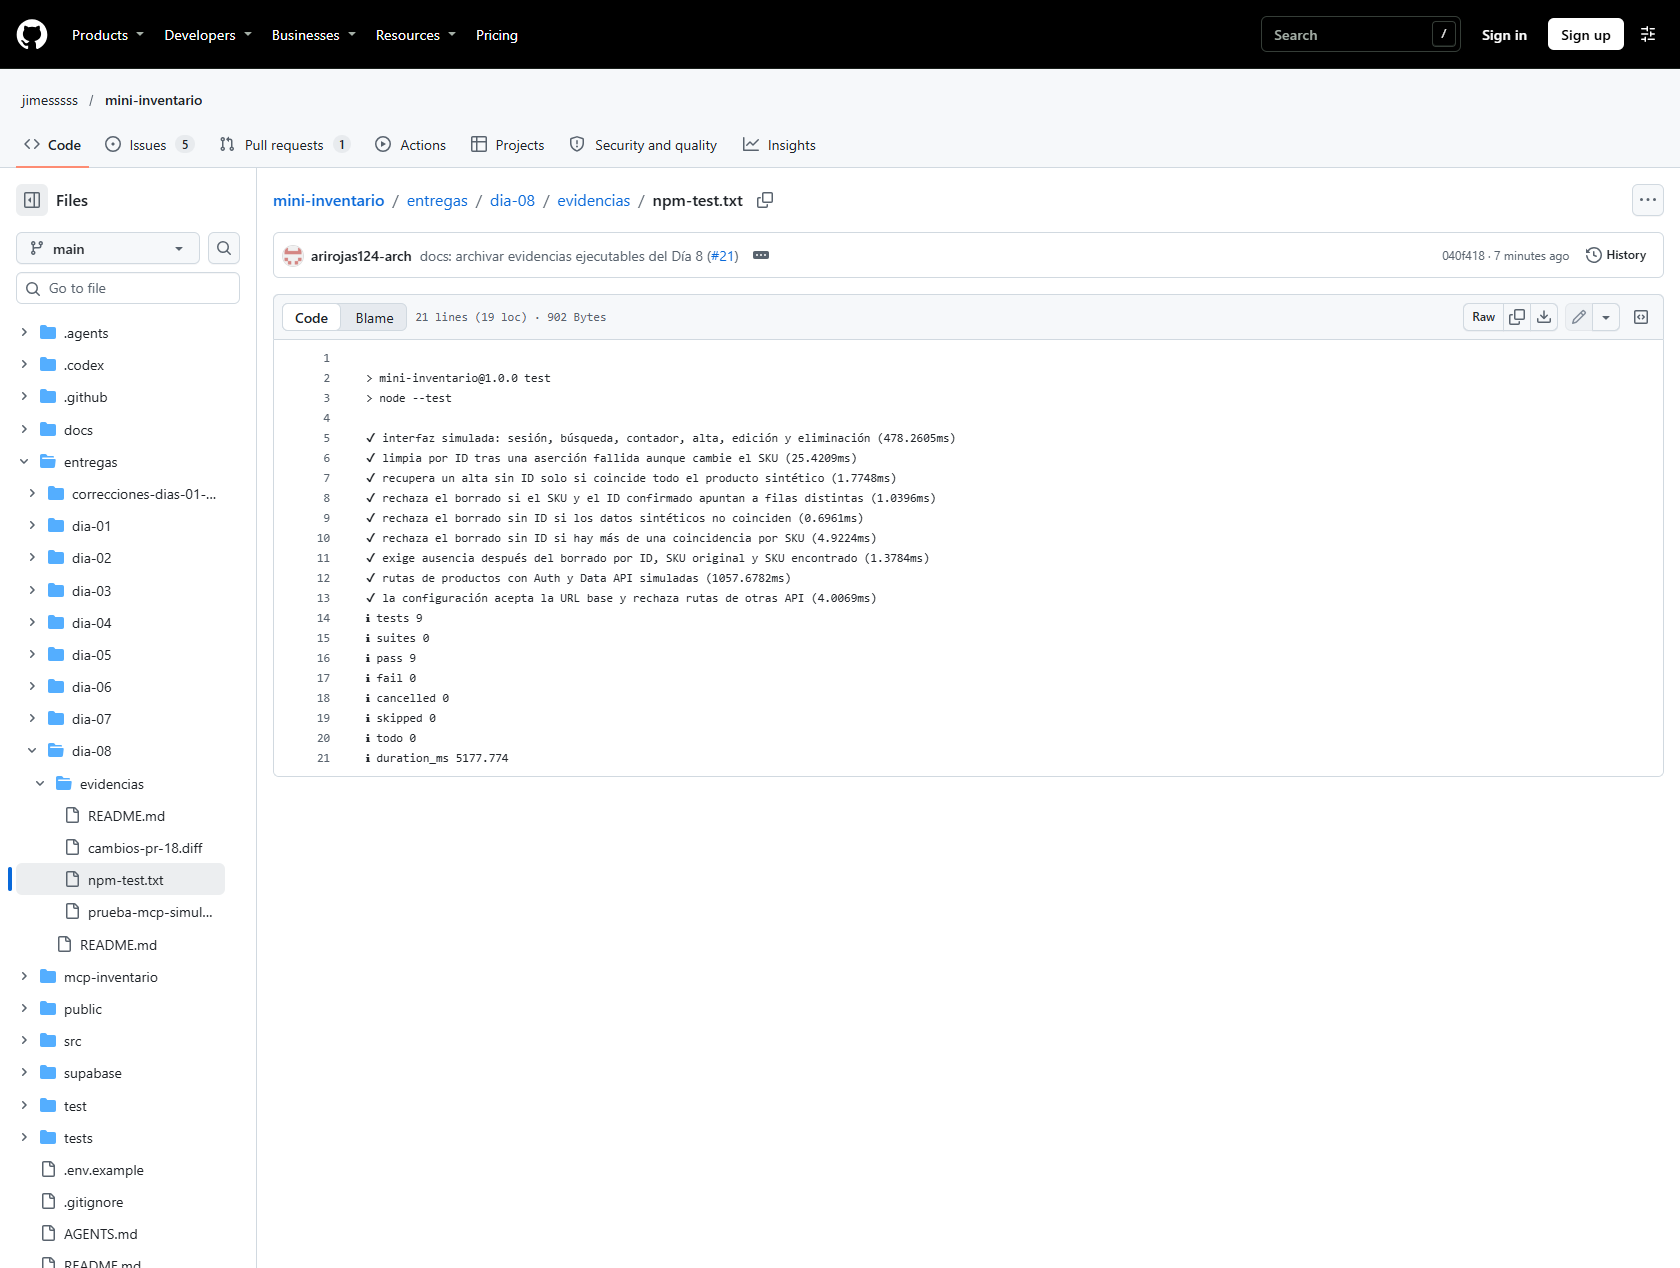 Products Developers Businesses Resources Pricing Search / Sign in Sign up
jimesssss / mini-inventario
Code Issues 5 Pull requests 1 Actions Projects Security and quality Insights
Files
main
Go to file
.agents
.codex
.github
docs
entregas
correcciones-dias-01-...
dia-01
dia-02
dia-03
dia-04
dia-05
dia-06
dia-07
dia-08
evidencias
README.md
cambios-pr-18.diff
npm-test.txt
prueba-mcp-simul...
README.md
mcp-inventario
public
src
supabase
test
tests
.env.example
.gitignore
AGENTS.md
README.md
mini-inventario / entregas / dia-08 / evidencias / npm-test.txt
arirojas124-arch docs: archivar evidencias ejecutables del Día 8 (#21) 040f418 · 7 minutes ago History
Code Blame 21 lines (19 loc) · 902 Bytes Raw
1
2 > mini-inventario@1.0.0 test
3 > node --test
4
5 ✔ interfaz simulada: sesión, búsqueda, contador, alta, edición y eliminación (478.2605ms)
6 ✔ limpia por ID tras una aserción fallida aunque cambie el SKU (25.4209ms)
7 ✔ recupera un alta sin ID solo si coincide todo el producto sintético (1.7748ms)
8 ✔ rechaza el borrado si el SKU y el ID confirmado apuntan a filas distintas (1.0396ms)
9 ✔ rechaza el borrado sin ID si los datos sintéticos no coinciden (0.6961ms)
10 ✔ rechaza el borrado sin ID si hay más de una coincidencia por SKU (4.9224ms)
11 ✔ exige ausencia después del borrado por ID, SKU original y SKU encontrado (1.3784ms)
12 ✔ rutas de productos con Auth y Data API simuladas (1057.6782ms)
13 ✔ la configuración acepta la URL base y rechaza rutas de otras API (4.0069ms)
14 ℹ tests 9
15 ℹ suites 0
16 ℹ pass 9
17 ℹ fail 0
18 ℹ cancelled 0
19 ℹ skipped 0
20 ℹ todo 0
21 ℹ duration_ms 5177.774